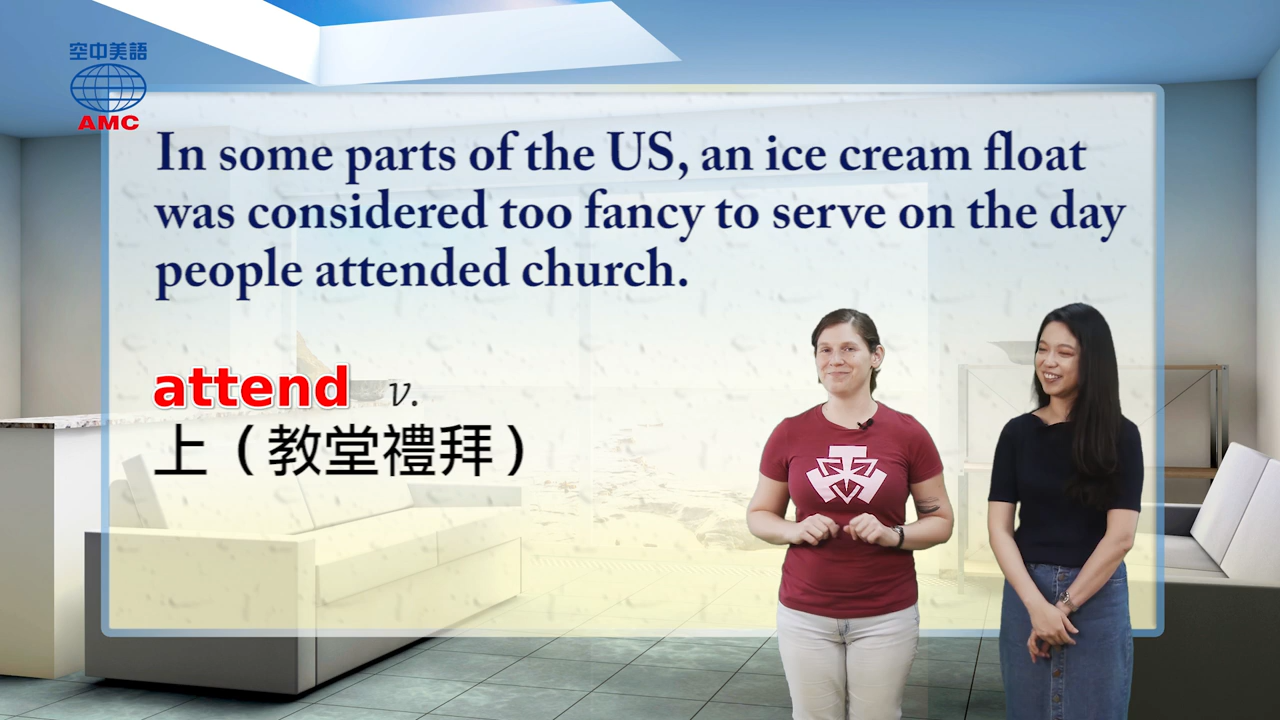 空中美語
AMC
In some parts of the US, an ice cream float
was considered too fancy to serve on the day
people attended church.
attend v.
上（教堂禮拜）